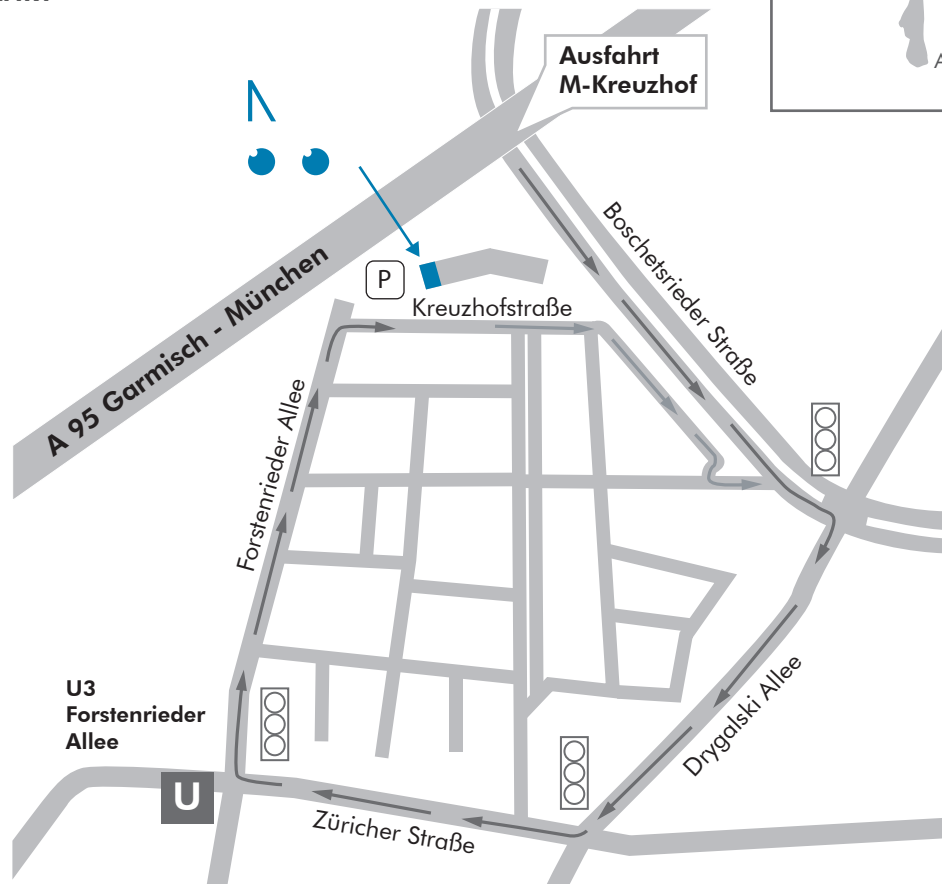 Ausfahrt
M-Kreuzhof
A 95 Garmisch - München
Boschetsrieder Straße
P
Kreuzhofstraße
Forstenrieder Allee
U3
Forstenrieder
Allee
U
Züricher Straße
Drygalski Allee